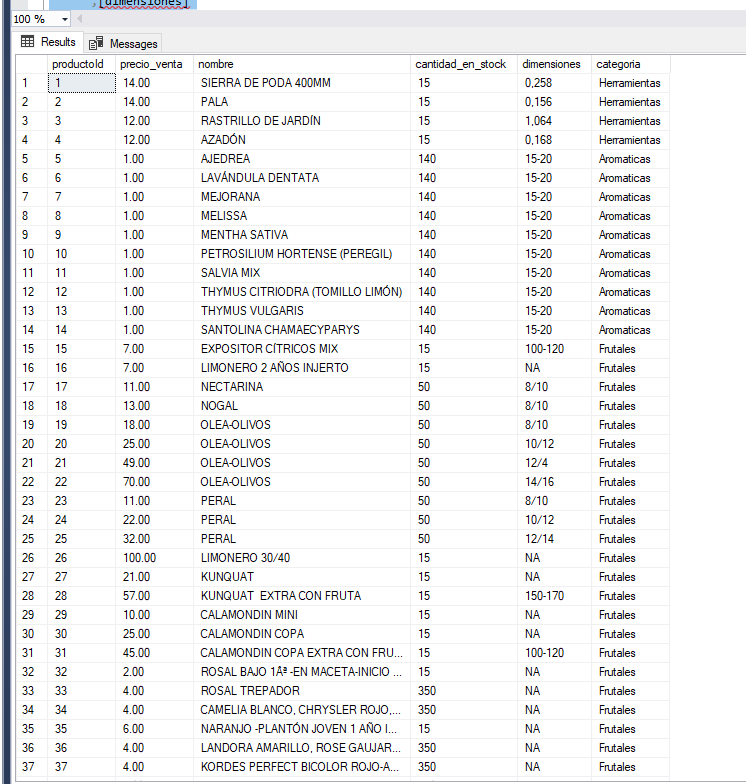 ,[dimensiones]
100 %
Results Messages
productoId precio_venta nombre cantidad_en_stock dimensiones categoria
1 1 14.00 SIERRA DE PODA 400MM 15 0,258 Herramientas
2 2 14.00 PALA 15 0,156 Herramientas
3 3 12.00 RASTRILLO DE JARDÍN 15 1,064 Herramientas
4 4 12.00 AZADÓN 15 0,168 Herramientas
5 5 1.00 AJEDREA 140 15-20 Aromaticas
6 6 1.00 LAVÁNDULA DENTATA 140 15-20 Aromaticas
7 7 1.00 MEJORANA 140 15-20 Aromaticas
8 8 1.00 MELISSA 140 15-20 Aromaticas
9 9 1.00 MENTHA SATIVA 140 15-20 Aromaticas
10 10 1.00 PETROSILIUM HORTENSE (PEREGIL) 140 15-20 Aromaticas
11 11 1.00 SALVIA MIX 140 15-20 Aromaticas
12 12 1.00 THYMUS CITRIODRA (TOMILLO LIMÓN) 140 15-20 Aromaticas
13 13 1.00 THYMUS VULGARIS 140 15-20 Aromaticas
14 14 1.00 SANTOLINA CHAMAECYPARYS 140 15-20 Aromaticas
15 15 7.00 EXPOSITOR CÍTRICOS MIX 15 100-120 Frutales
16 16 7.00 LIMONERO 2 AÑOS INJERTO 15 NA Frutales
17 17 11.00 NECTARINA 50 8/10 Frutales
18 18 13.00 NOGAL 50 8/10 Frutales
19 19 18.00 OLEA-OLIVOS 50 8/10 Frutales
20 20 25.00 OLEA-OLIVOS 50 10/12 Frutales
21 21 49.00 OLEA-OLIVOS 50 12/4 Frutales
22 22 70.00 OLEA-OLIVOS 50 14/16 Frutales
23 23 11.00 PERAL 50 8/10 Frutales
24 24 22.00 PERAL 50 10/12 Frutales
25 25 32.00 PERAL 50 12/14 Frutales
26 26 100.00 LIMONERO 30/40 15 NA Frutales
27 27 21.00 KUNQUAT 15 NA Frutales
28 28 57.00 KUNQUAT EXTRA CON FRUTA 15 150-170 Frutales
29 29 10.00 CALAMONDIN MINI 15 NA Frutales
30 30 25.00 CALAMONDIN COPA 15 NA Frutales
31 31 45.00 CALAMONDIN COPA EXTRA CON FRU... 15 100-120 Frutales
32 32 2.00 ROSAL BAJO 1Âª -EN MACETA-INICIO ... 15 NA Frutales
33 33 4.00 ROSAL TREPADOR 350 NA Frutales
34 34 4.00 CAMELIA BLANCO, CHRYSLER ROJO,... 350 NA Frutales
35 35 6.00 NARANJO -PLANTÓN JOVEN 1 AÑO I... 15 NA Frutales
36 36 4.00 LANDORA AMARILLO, ROSE GAUJAR... 350 NA Frutales
37 37 4.00 KORDES PERFECT BICOLOR ROJO-A... 350 NA Frutales